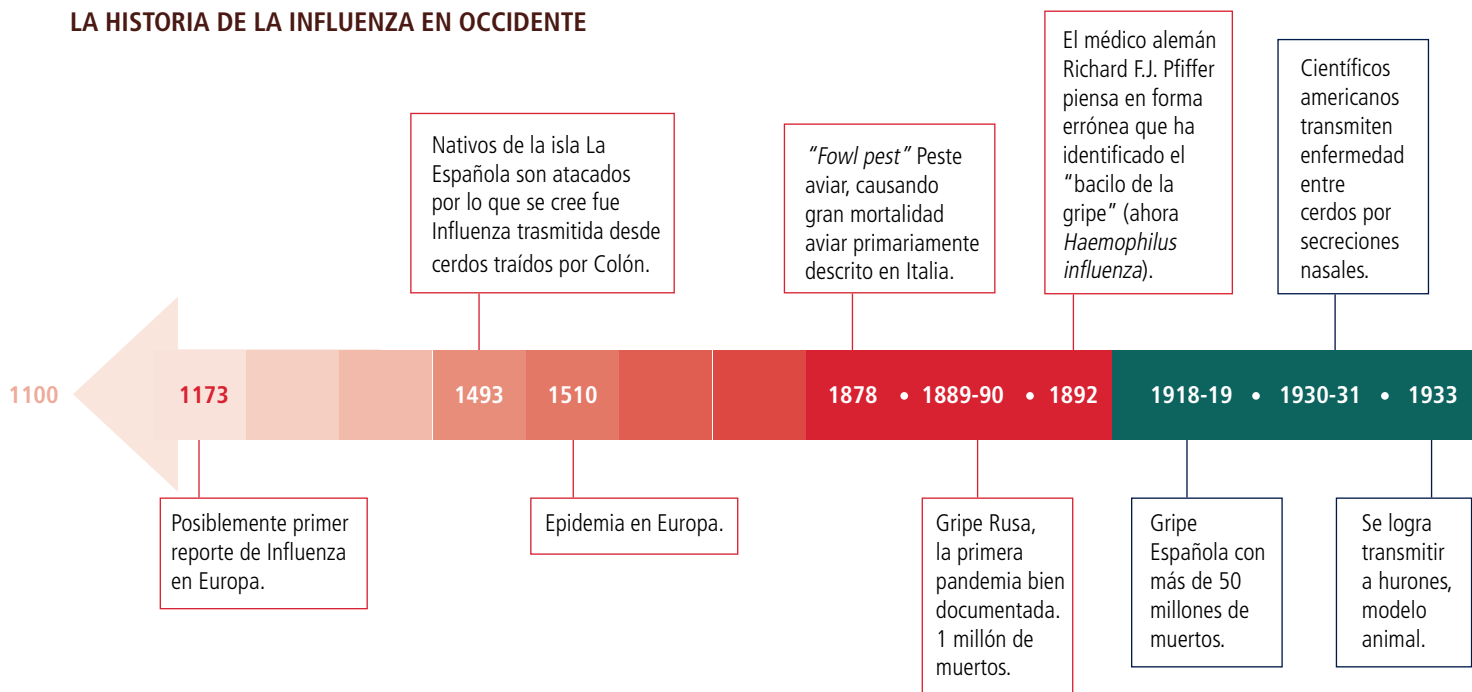 LA HISTORIA DE LA INFLUENZA EN OCCIDENTE
Nativos de la isla La
Española son atacados
por lo que se cree fue
Influenza trasmitida desde
cerdos traídos por Colón.
"Fowl pest" Peste
aviar, causando
gran mortalidad
aviar primariamente
descrito en Italia.
El médico alemán
Richard F.J. Pfiffer
piensa en forma
errónea que ha
identificado el
"bacilo de la
gripe" (ahora
Haemophilus
influenza).
Científicos
americanos
transmiten
enfermedad
entre
cerdos por
secreciones
nasales.
1100 1173 1493 1510 1878 • 1889-90 • 1892 1918-19 • 1930-31 • 1933
Posiblemente primer
reporte de Influenza
en Europa.
Epidemia en Europa.
Gripe Rusa,
la primera
pandemia bien
documentada.
1 millón de
muertos.
Gripe
Española con
más de 50
millones de
muertos.
Se logra
transmitir
a hurones,
modelo
animal.